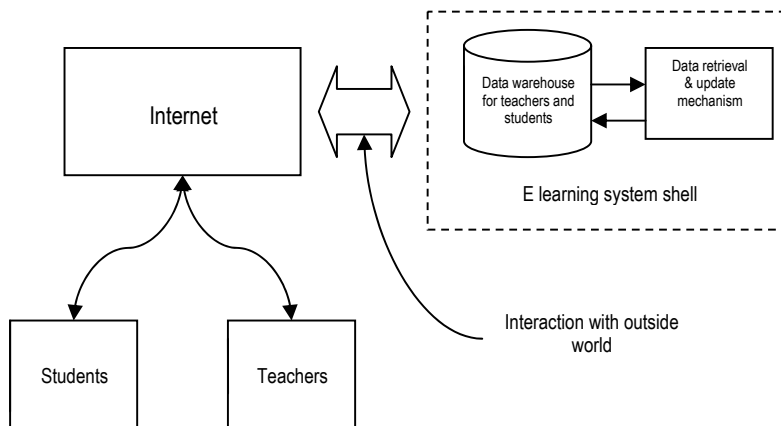 Internet
Data warehouse
for teachers and
students
Data retrieval
& update
mechanism
E learning system shell
Interaction with outside
world
Students
Teachers